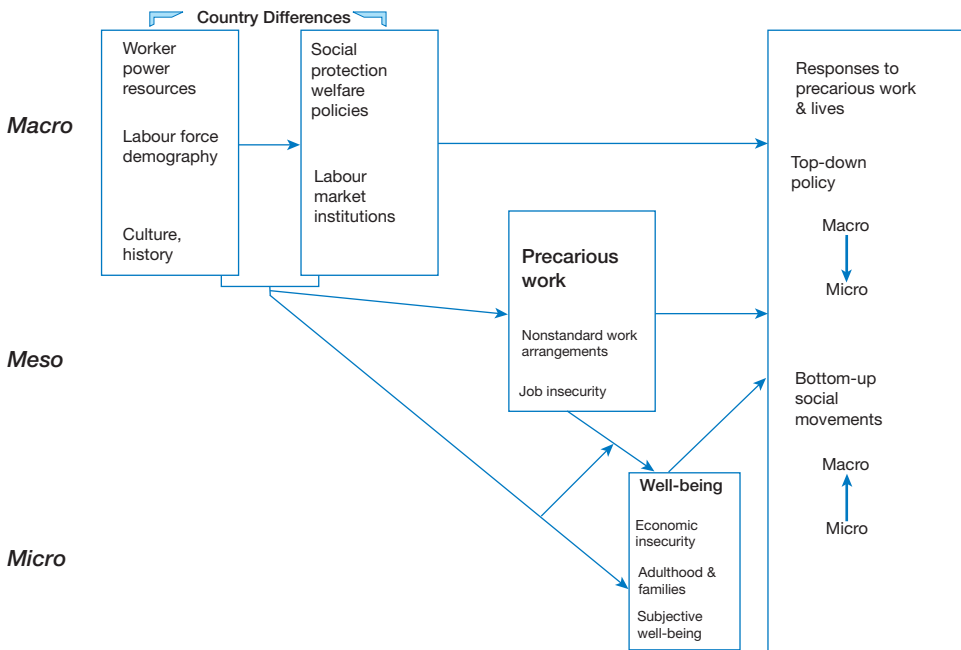 Country Differences
Macro
Worker
power
resources
Labour force
demography
Culture,
history
Social
protection
welfare
policies
Labour
market
institutions
Meso
Precarious
work
Nonstandard work
arrangements
Job insecurity
Micro
Well-being
Economic
insecurity
Adulthood &
families
Subjective
well-being
Responses to
precarious work
& lives
Top-down
policy
Macro
Micro
Bottom-up
social
movements
Macro
Micro